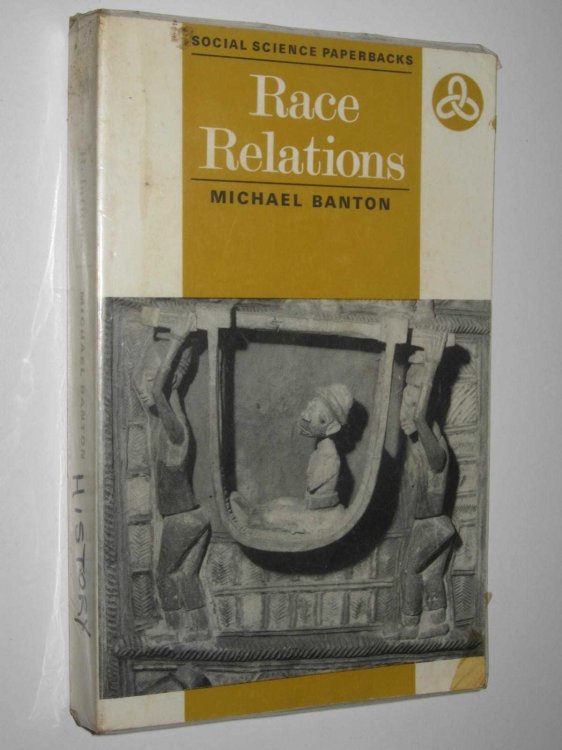 SOCIAL SCIENCE PAPERBACKS
Race
Relations
MICHAEL BANTON
MICHAEL BANTON
HISTORY